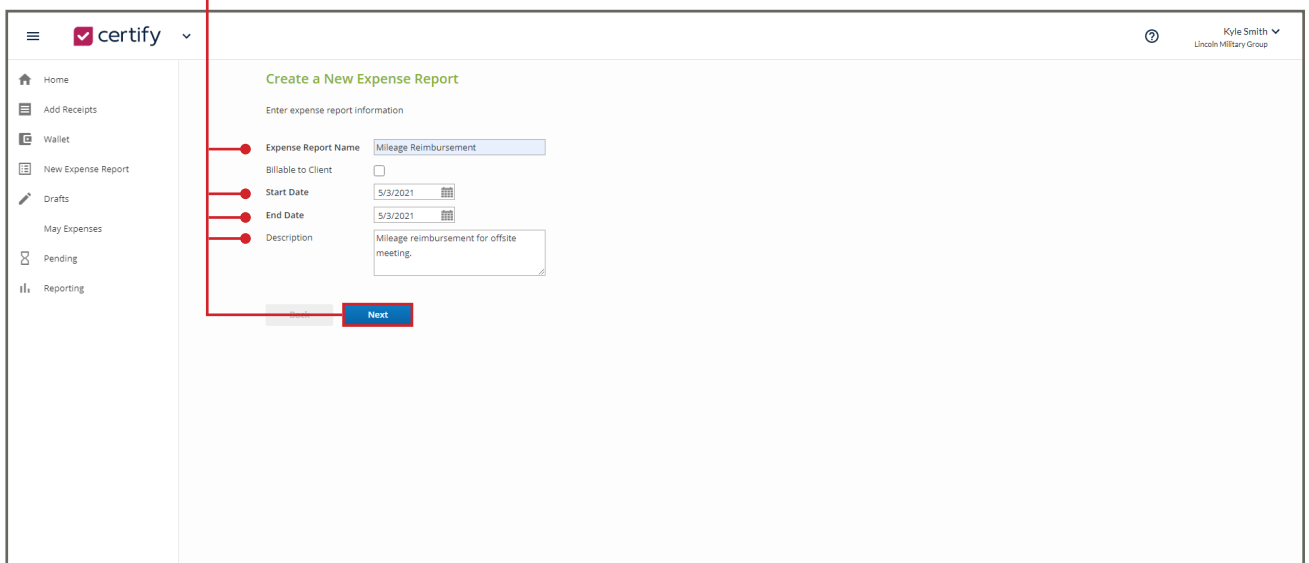 certify
Kyle Smith
Lincoln Military Group
Home
Add Receipts
Wallet
New Expense Report
Drafts
May Expenses
Pending
Reporting
Create a New Expense Report
Enter expense report information
Expense Report Name Mileage Reimbursement
Billable to Client
Start Date 5/3/2021
End Date 5/3/2021
Description Mileage reimbursement for offsite
meeting.
Back Next